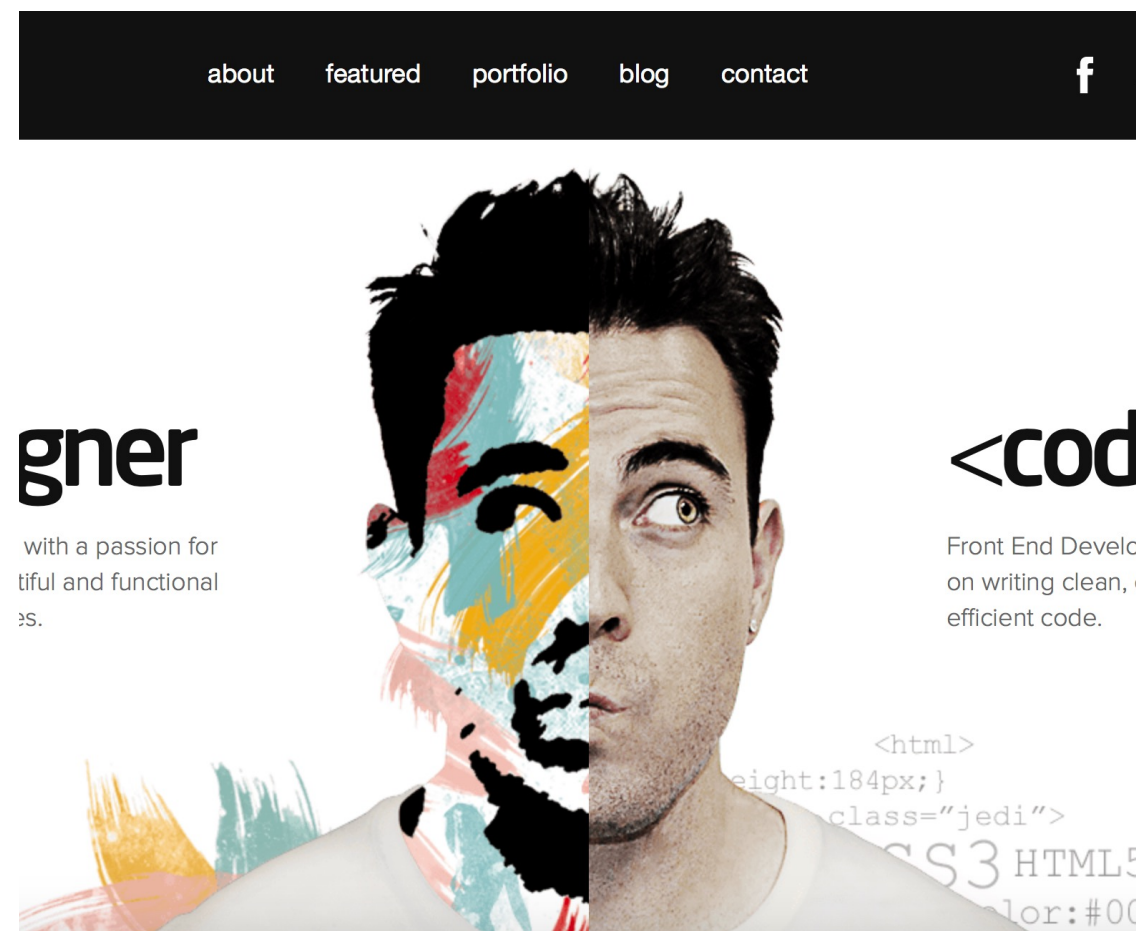 about featured portfolio blog contact f
gner
with a passion for
tiful and functional
es.
<cod
Front End Develo
on writing clean,
efficient code.
<html>
eight:184px;}
class="jedi">
SS3 HTML5
lor:#00